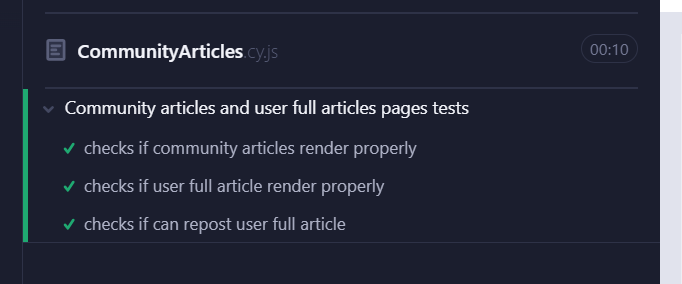 CommunityArticles.cy.js
00:10
Community articles and user full articles pages tests
checks if community articles render properly
checks if user full article render properly
checks if can repost user full article